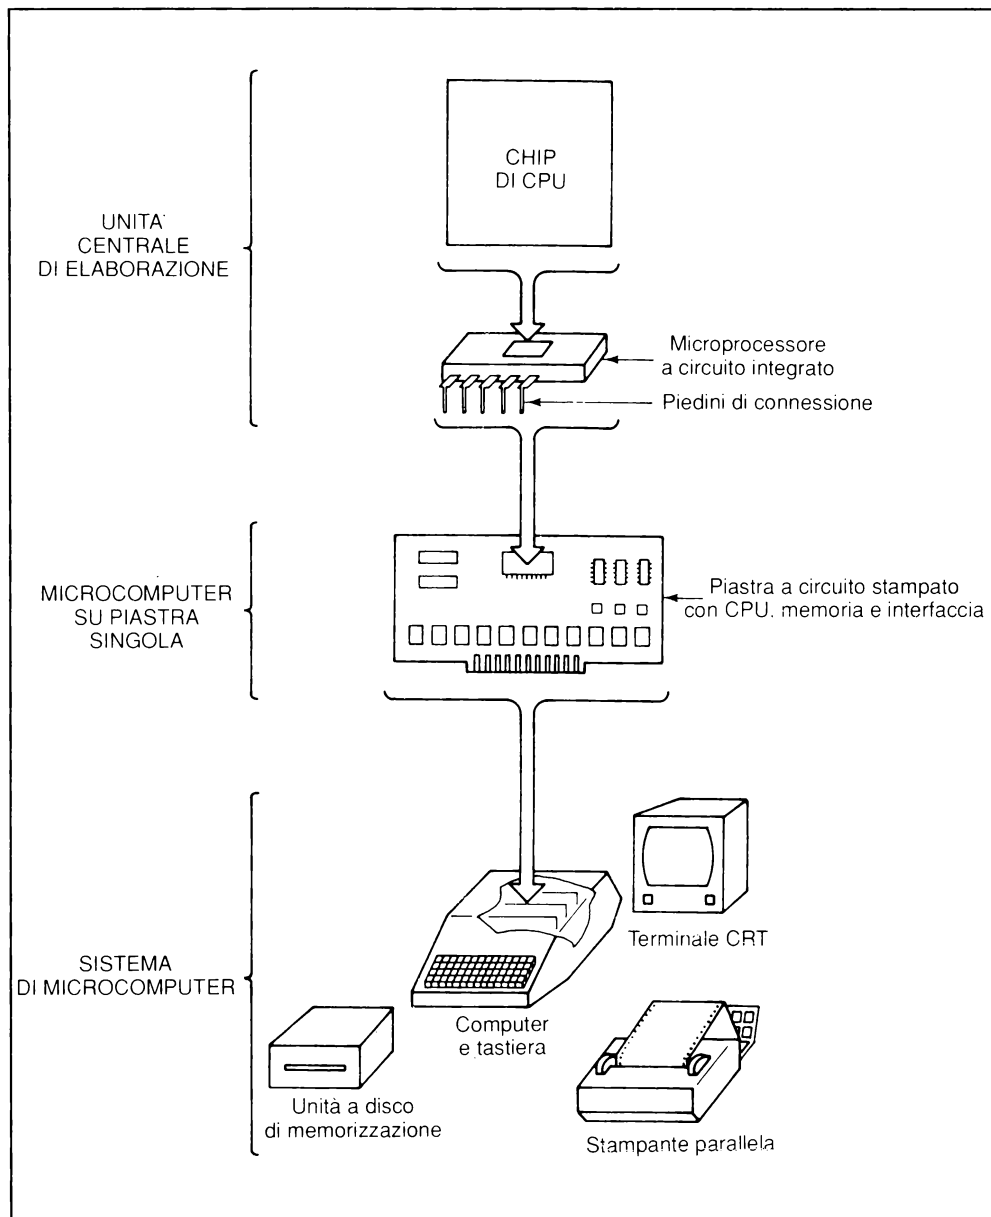 CHIP
DI CPU
UNITA'
CENTRALE
DI ELABORAZIONE
Microprocessore
a circuito integrato
Piedini di connessione
MICROCOMPUTER
SU PIASTRA
SINGOLA
Piastra a circuito stampato
con CPU, memoria e interfaccia
Terminale CRT
SISTEMA
DI MICROCOMPUTER
Computer
e tastiera
Unità a disco
di memorizzazione
Stampante parallela